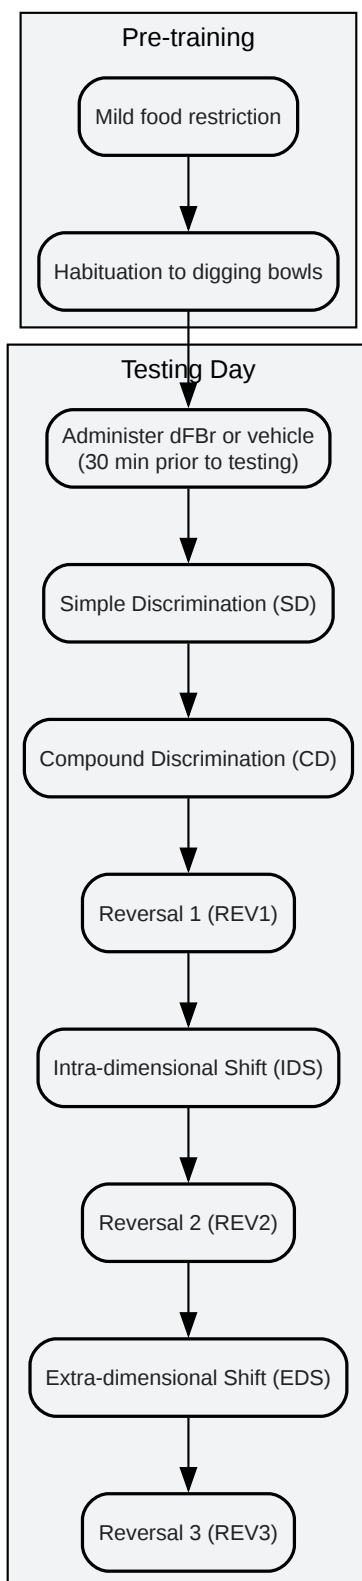 Pre-training
Mild food restriction
Habituation to digging bowls
Testing Day
Administer dFBr or vehicle
(30 min prior to testing)
Simple Discrimination (SD)
Compound Discrimination (CD)
Reversal 1 (REV1)
Intra-dimensional Shift (IDS)
Reversal 2 (REV2)
Extra-dimensional Shift (EDS)
Reversal 3 (REV3)